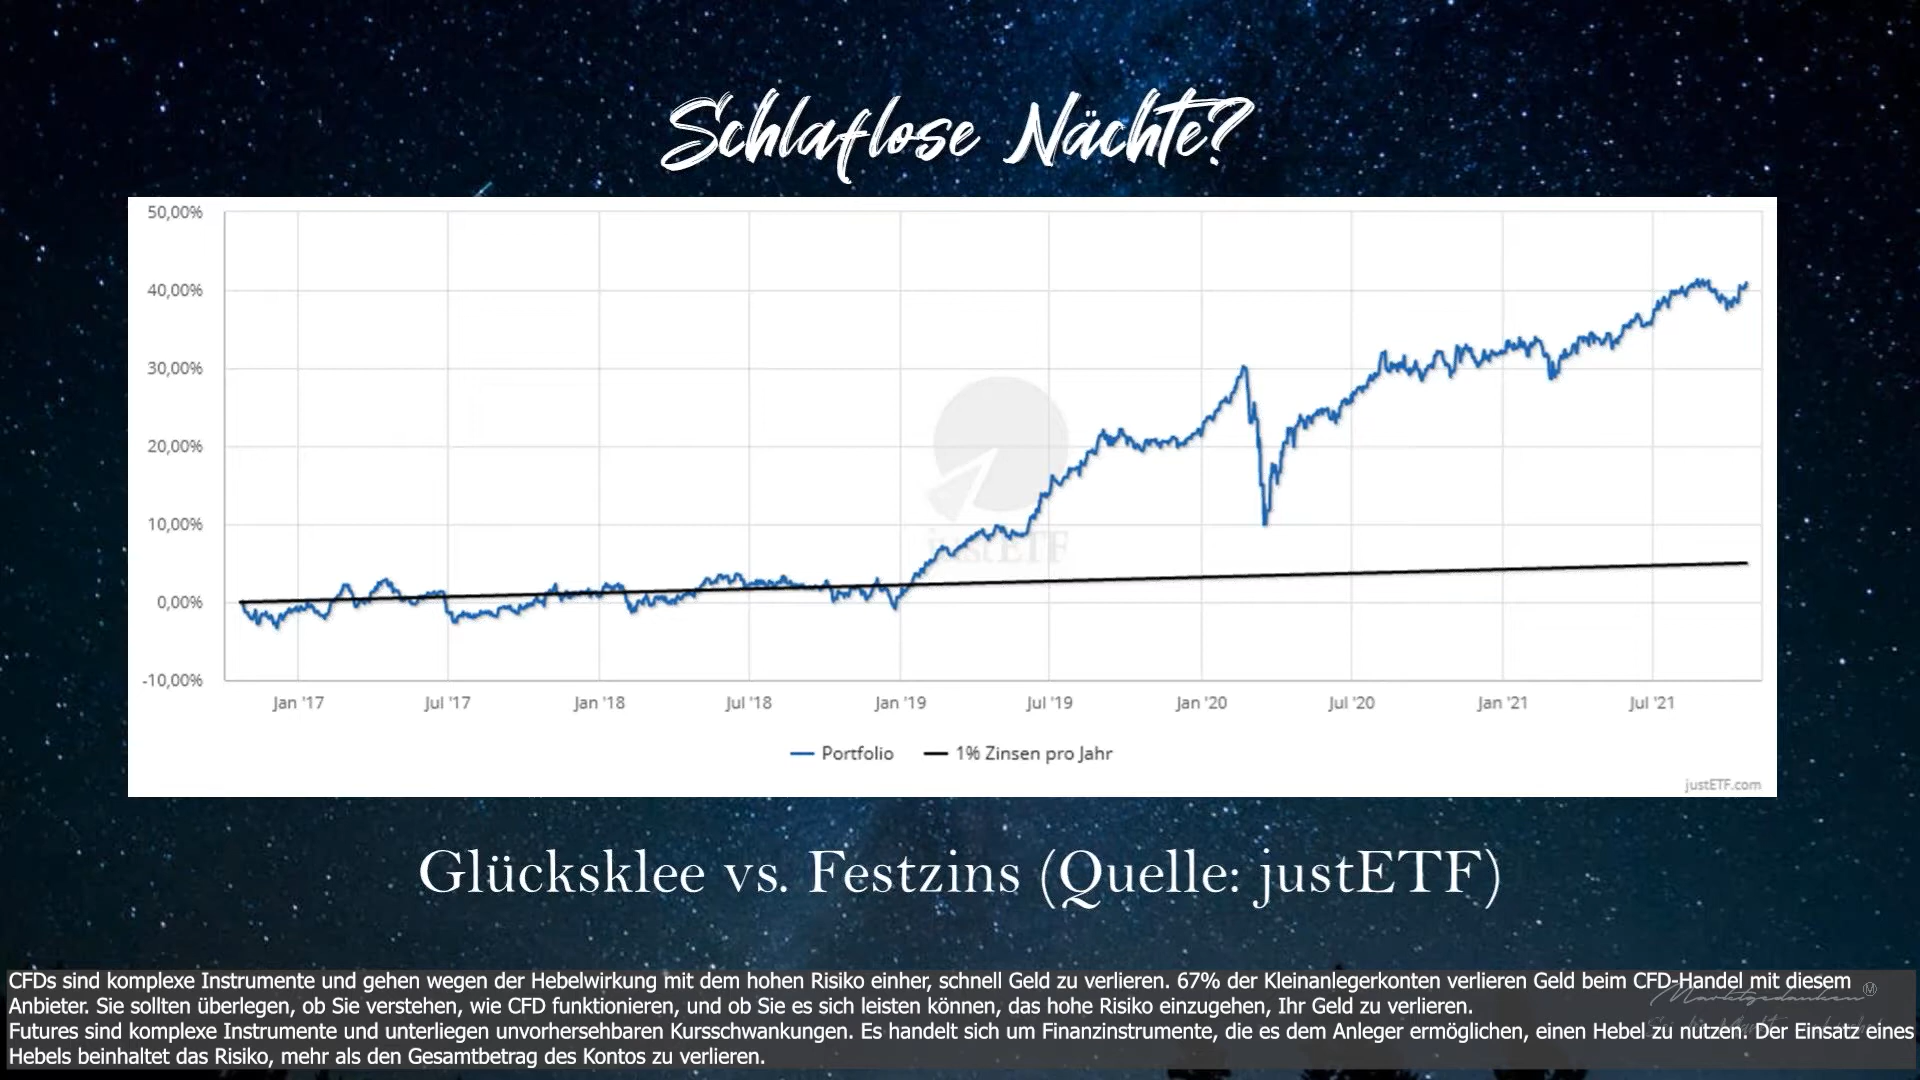 Schlaflose Nächte?
50,00%
40,00%
30,00%
20,00%
10,00%
0,00%
-10,00%
justETF
Jan '17 Jul '17 Jan '18 Jul '18 Jan '19 Jul '19 Jan '20 Jul '20 Jan '21 Jul '21
Portfolio 1% Zinsen pro Jahr
justETF.com
Glücksklee vs. Festzins (Quelle: justETF)
CFDs sind komplexe Instrumente und gehen wegen der Hebelwirkung mit dem hohen Risiko einher, schnell Geld zu verlieren. 67% der Kleinanlegerkonten verlieren Geld beim CFD-Handel mit diesem
Anbieter. Sie sollten überlegen, ob Sie verstehen, wie CFD funktionieren, und ob Sie es sich leisten können, das hohe Risiko einzugehen, Ihr Geld zu verlieren.
Marktgedanken
Futures sind komplexe Instrumente und unterliegen unvorhersehbaren Kursschwankungen. Es handelt sich um Finanzinstrumente, die es dem Anleger ermöglichen, einen Hebel zu nutzen. Der Einsatz eines
Hebels beinhaltet das Risiko, mehr als den Gesamtbetrag des Kontos zu verlieren.